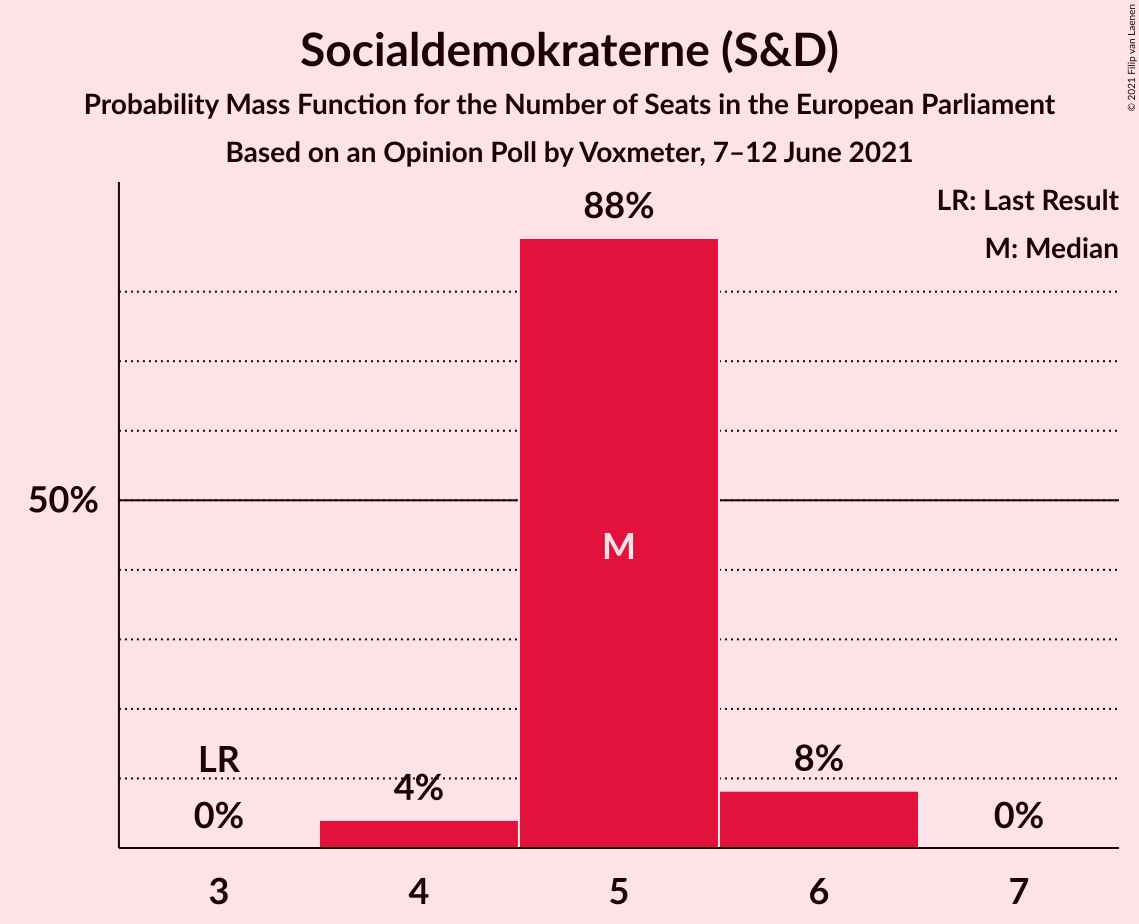 Socialdemokraterne (S&D)
Probability Mass Function for the Number of Seats in the European Parliament
Based on an Opinion Poll by Voxmeter, 7–12 June 2021
© 2021 Filip van Laenen
LR: Last Result
M: Median
88%
50%
M
LR
0%
4%
8%
0%
3 4 5 6 7